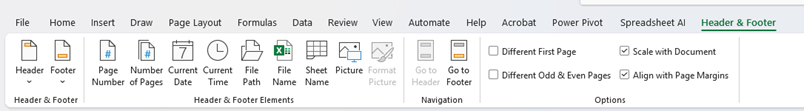 File Home Insert Draw Page Layout Formulas Data Review View Automate Help Acrobat Power Pivot Spreadsheet AI Header & Footer
Header Footer Page Number Number of Pages Current Date Current Time File Path File Name Sheet Name Picture Format Picture Go to Header Go to Footer
Different First Page Scale with Document
Different Odd & Even Pages Align with Page Margins
Header & Footer Header & Footer Elements Navigation Options